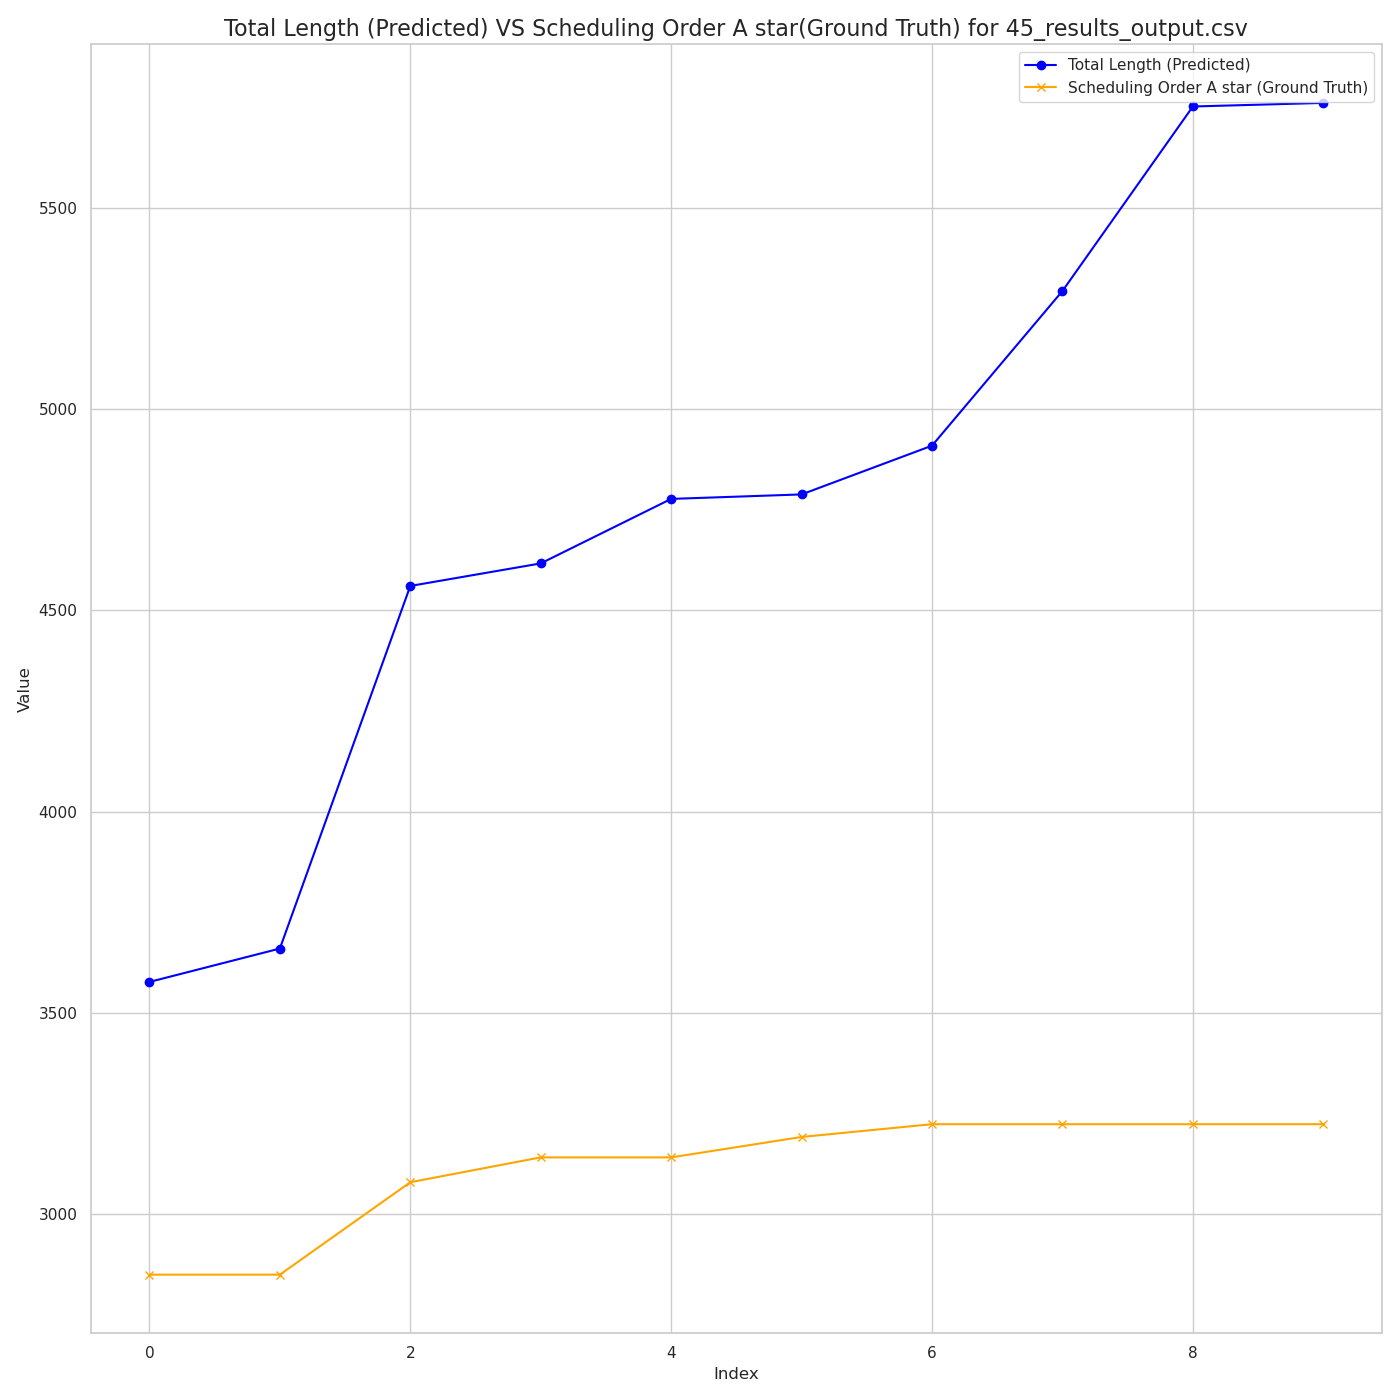 Total Length (Predicted) VS Scheduling Order A star(Ground Truth) for 45_results_output.csv
Total Length (Predicted)
Scheduling Order A star (Ground Truth)
5500
5000
4500
4000
3500
3000
Value
0 2 4 6 8
Index